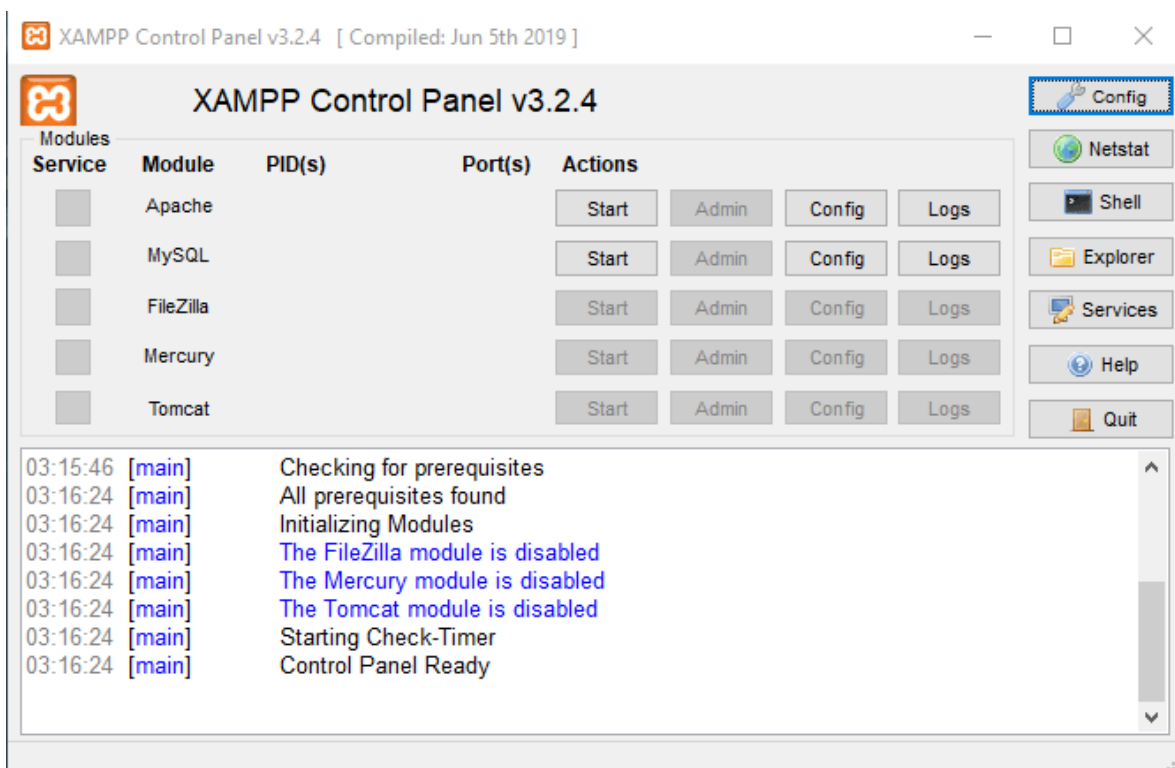 XAMPP Control Panel v3.2.4 [ Compiled: Jun 5th 2019 ]
XAMPP Control Panel v3.2.4
Config
Modules
Service Module PID(s) Port(s) Actions
Netstat
Apache Start Admin Config Logs
Shell
MySQL Start Admin Config Logs
Explorer
FileZilla Start Admin Config Logs
Services
Mercury Start Admin Config Logs
Help
Tomcat Start Admin Config Logs
Quit
03:15:46 [main] Checking for prerequisites
03:16:24 [main] All prerequisites found
03:16:24 [main] Initializing Modules
03:16:24 [main] The FileZilla module is disabled
03:16:24 [main] The Mercury module is disabled
03:16:24 [main] The Tomcat module is disabled
03:16:24 [main] Starting Check-Timer
03:16:24 [main] Control Panel Ready